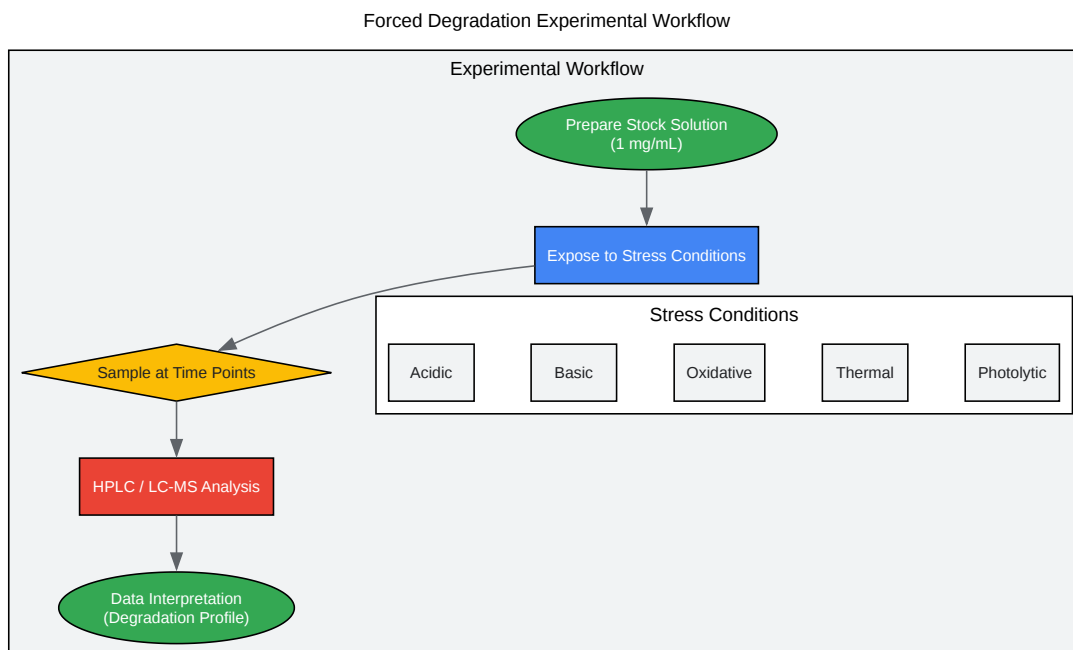 Forced Degradation Experimental Workflow
Experimental Workflow
Prepare Stock Solution
(1 mg/mL)
Expose to Stress Conditions
Stress Conditions
Acidic
Basic
Oxidative
Thermal
Photolytic
Sample at Time Points
HPLC / LC-MS Analysis
Data Interpretation
(Degradation Profile)